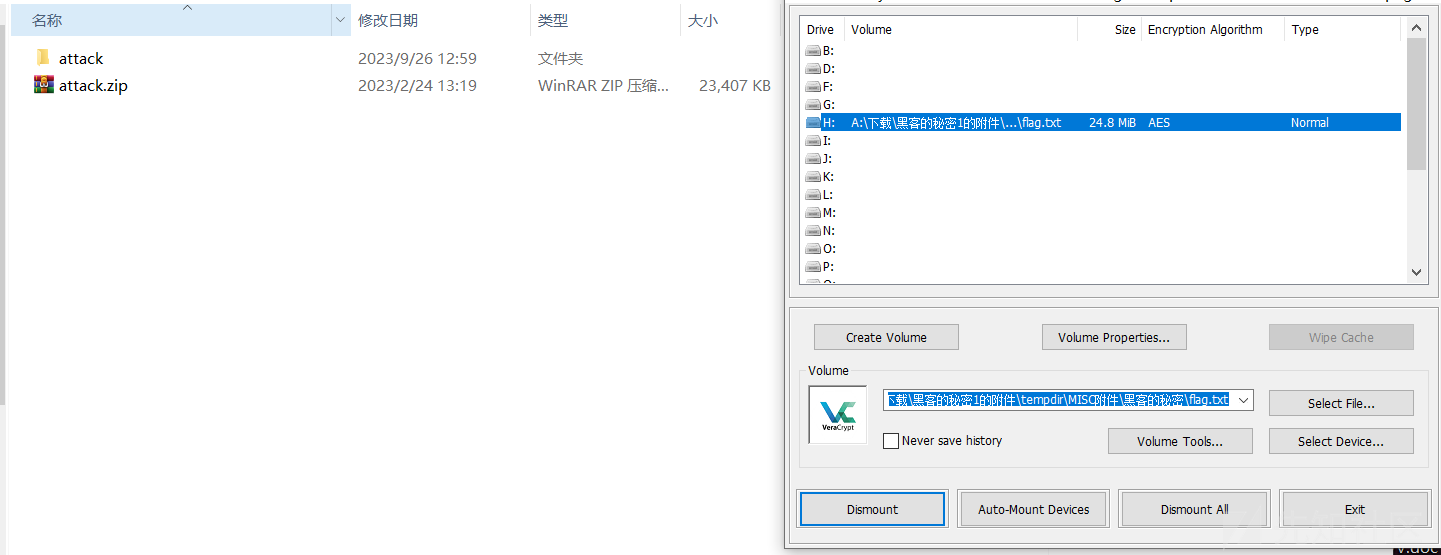 名称 修改日期 类型 大小
attack 2023/9/26 12:59 文件夹
attack.zip 2023/2/24 13:19 WinRAR ZIP 压缩... 23,407 KB
Drive Volume Size Encryption Algorithm Type
B:
D:
F:
G:
H: A:\下载\黑客的秘密1的附件\...\flag.txt 24.8 MiB AES Normal
I:
J:
K:
L:
M:
N:
O:
P:
Create Volume Volume Properties... Wipe Cache
Volume
下载\黑客的秘密1的附件\tempdir\MISC附件\黑客的秘密\flag.txt Select File...
VeraCrypt
Never save history Volume Tools... Select Device...
Dismount Auto-Mount Devices Dismount All Exit